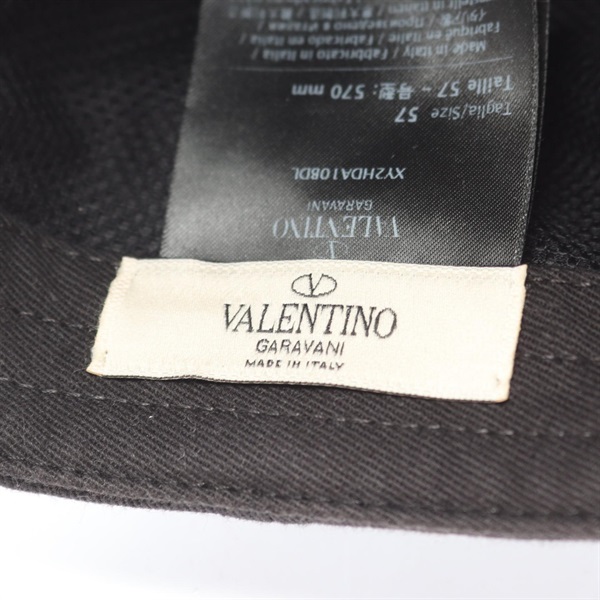 VALENTINO
GARAVANI
MADE IN ITALY
VALENTINO
GARAVANI
XY2HDA10BDL
Taglia/Size 57
Taille 57 - 号型: 570 mm
Made in Italy / Fabbricato in Italia /
Fabriqué en Italie / Fabricado en Italia /